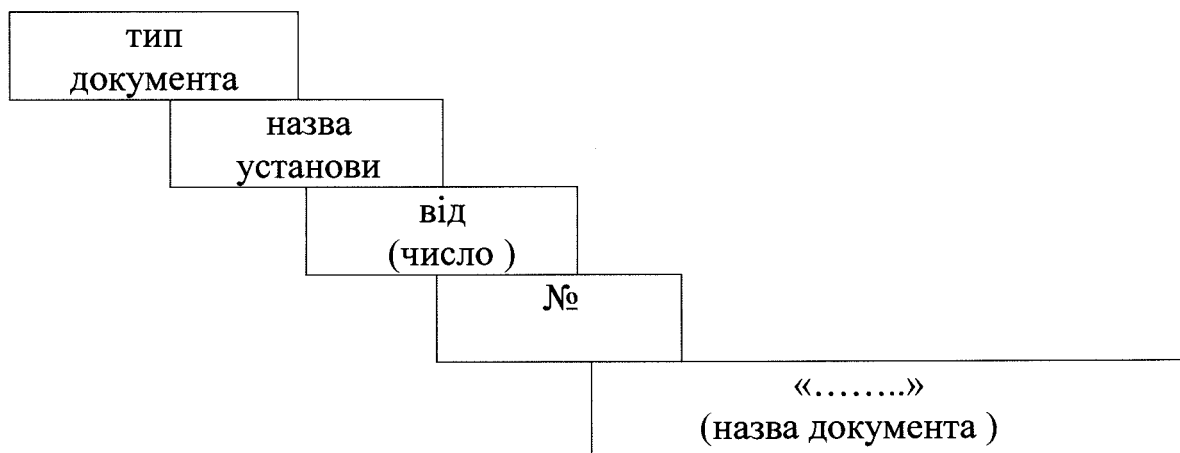 тип
документа
назва
установи
від
(число )
№
«……..»
(назва документа )